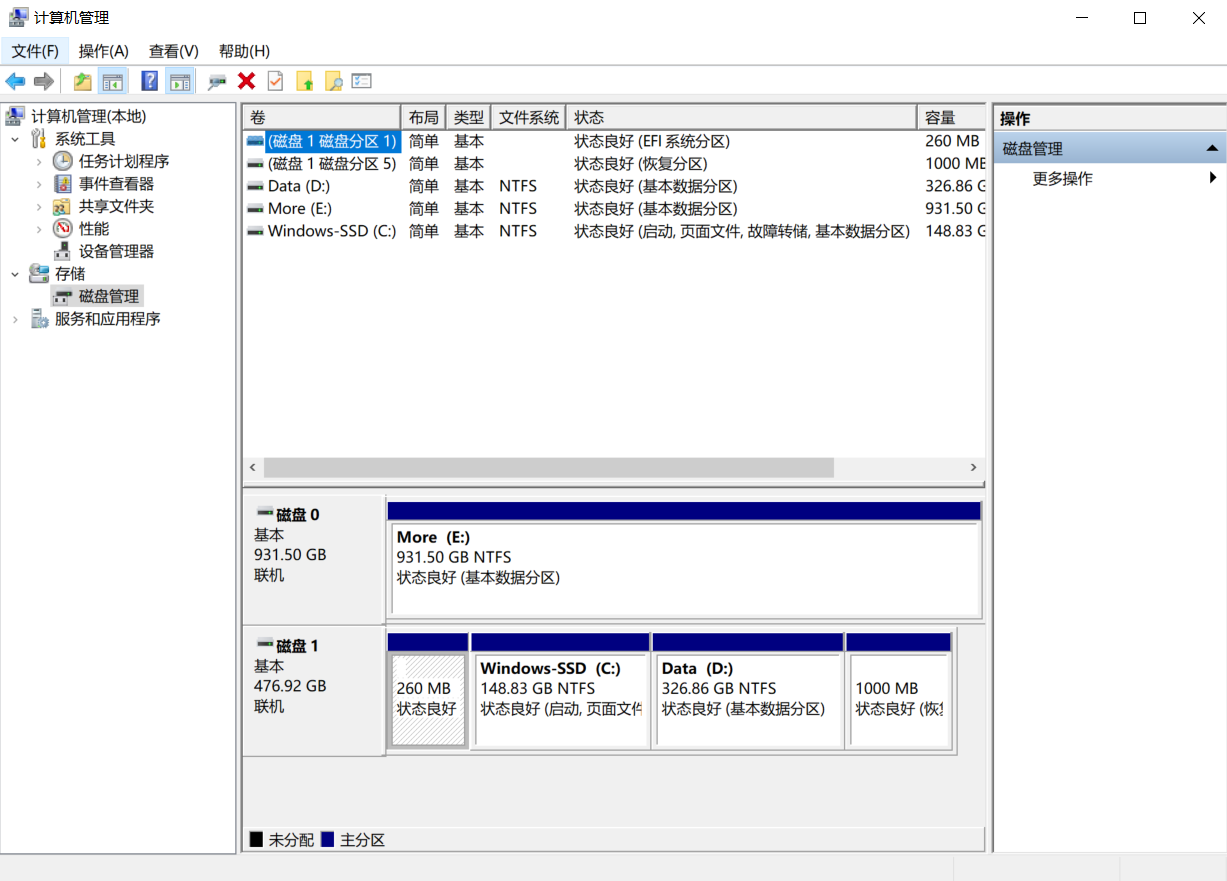 计算机管理
文件(F) 操作(A) 查看(V) 帮助(H)
计算机管理(本地)
系统工具
任务计划程序
事件查看器
共享文件夹
性能
设备管理器
存储
磁盘管理
服务和应用程序
卷 布局 类型 文件系统 状态 容量
(磁盘 1 磁盘分区 1) 简单 基本 状态良好 (EFI 系统分区) 260 MB
(磁盘 1 磁盘分区 5) 简单 基本 状态良好 (恢复分区) 1000 MB
Data (D:) 简单 基本 NTFS 状态良好 (基本数据分区) 326.86 G
More (E:) 简单 基本 NTFS 状态良好 (基本数据分区) 931.50 G
Windows-SSD (C:) 简单 基本 NTFS 状态良好 (启动, 页面文件, 故障转储, 基本数据分区) 148.83 G
磁盘 0
基本
931.50 GB
联机
More (E:)
931.50 GB NTFS
状态良好 (基本数据分区)
磁盘 1
基本
476.92 GB
联机
260 MB
状态良好
Windows-SSD (C:)
148.83 GB NTFS
状态良好 (启动, 页面文件
Data (D:)
326.86 GB NTFS
状态良好 (基本数据分区)
1000 MB
状态良好 (恢
未分配 主分区
操作
磁盘管理
更多操作